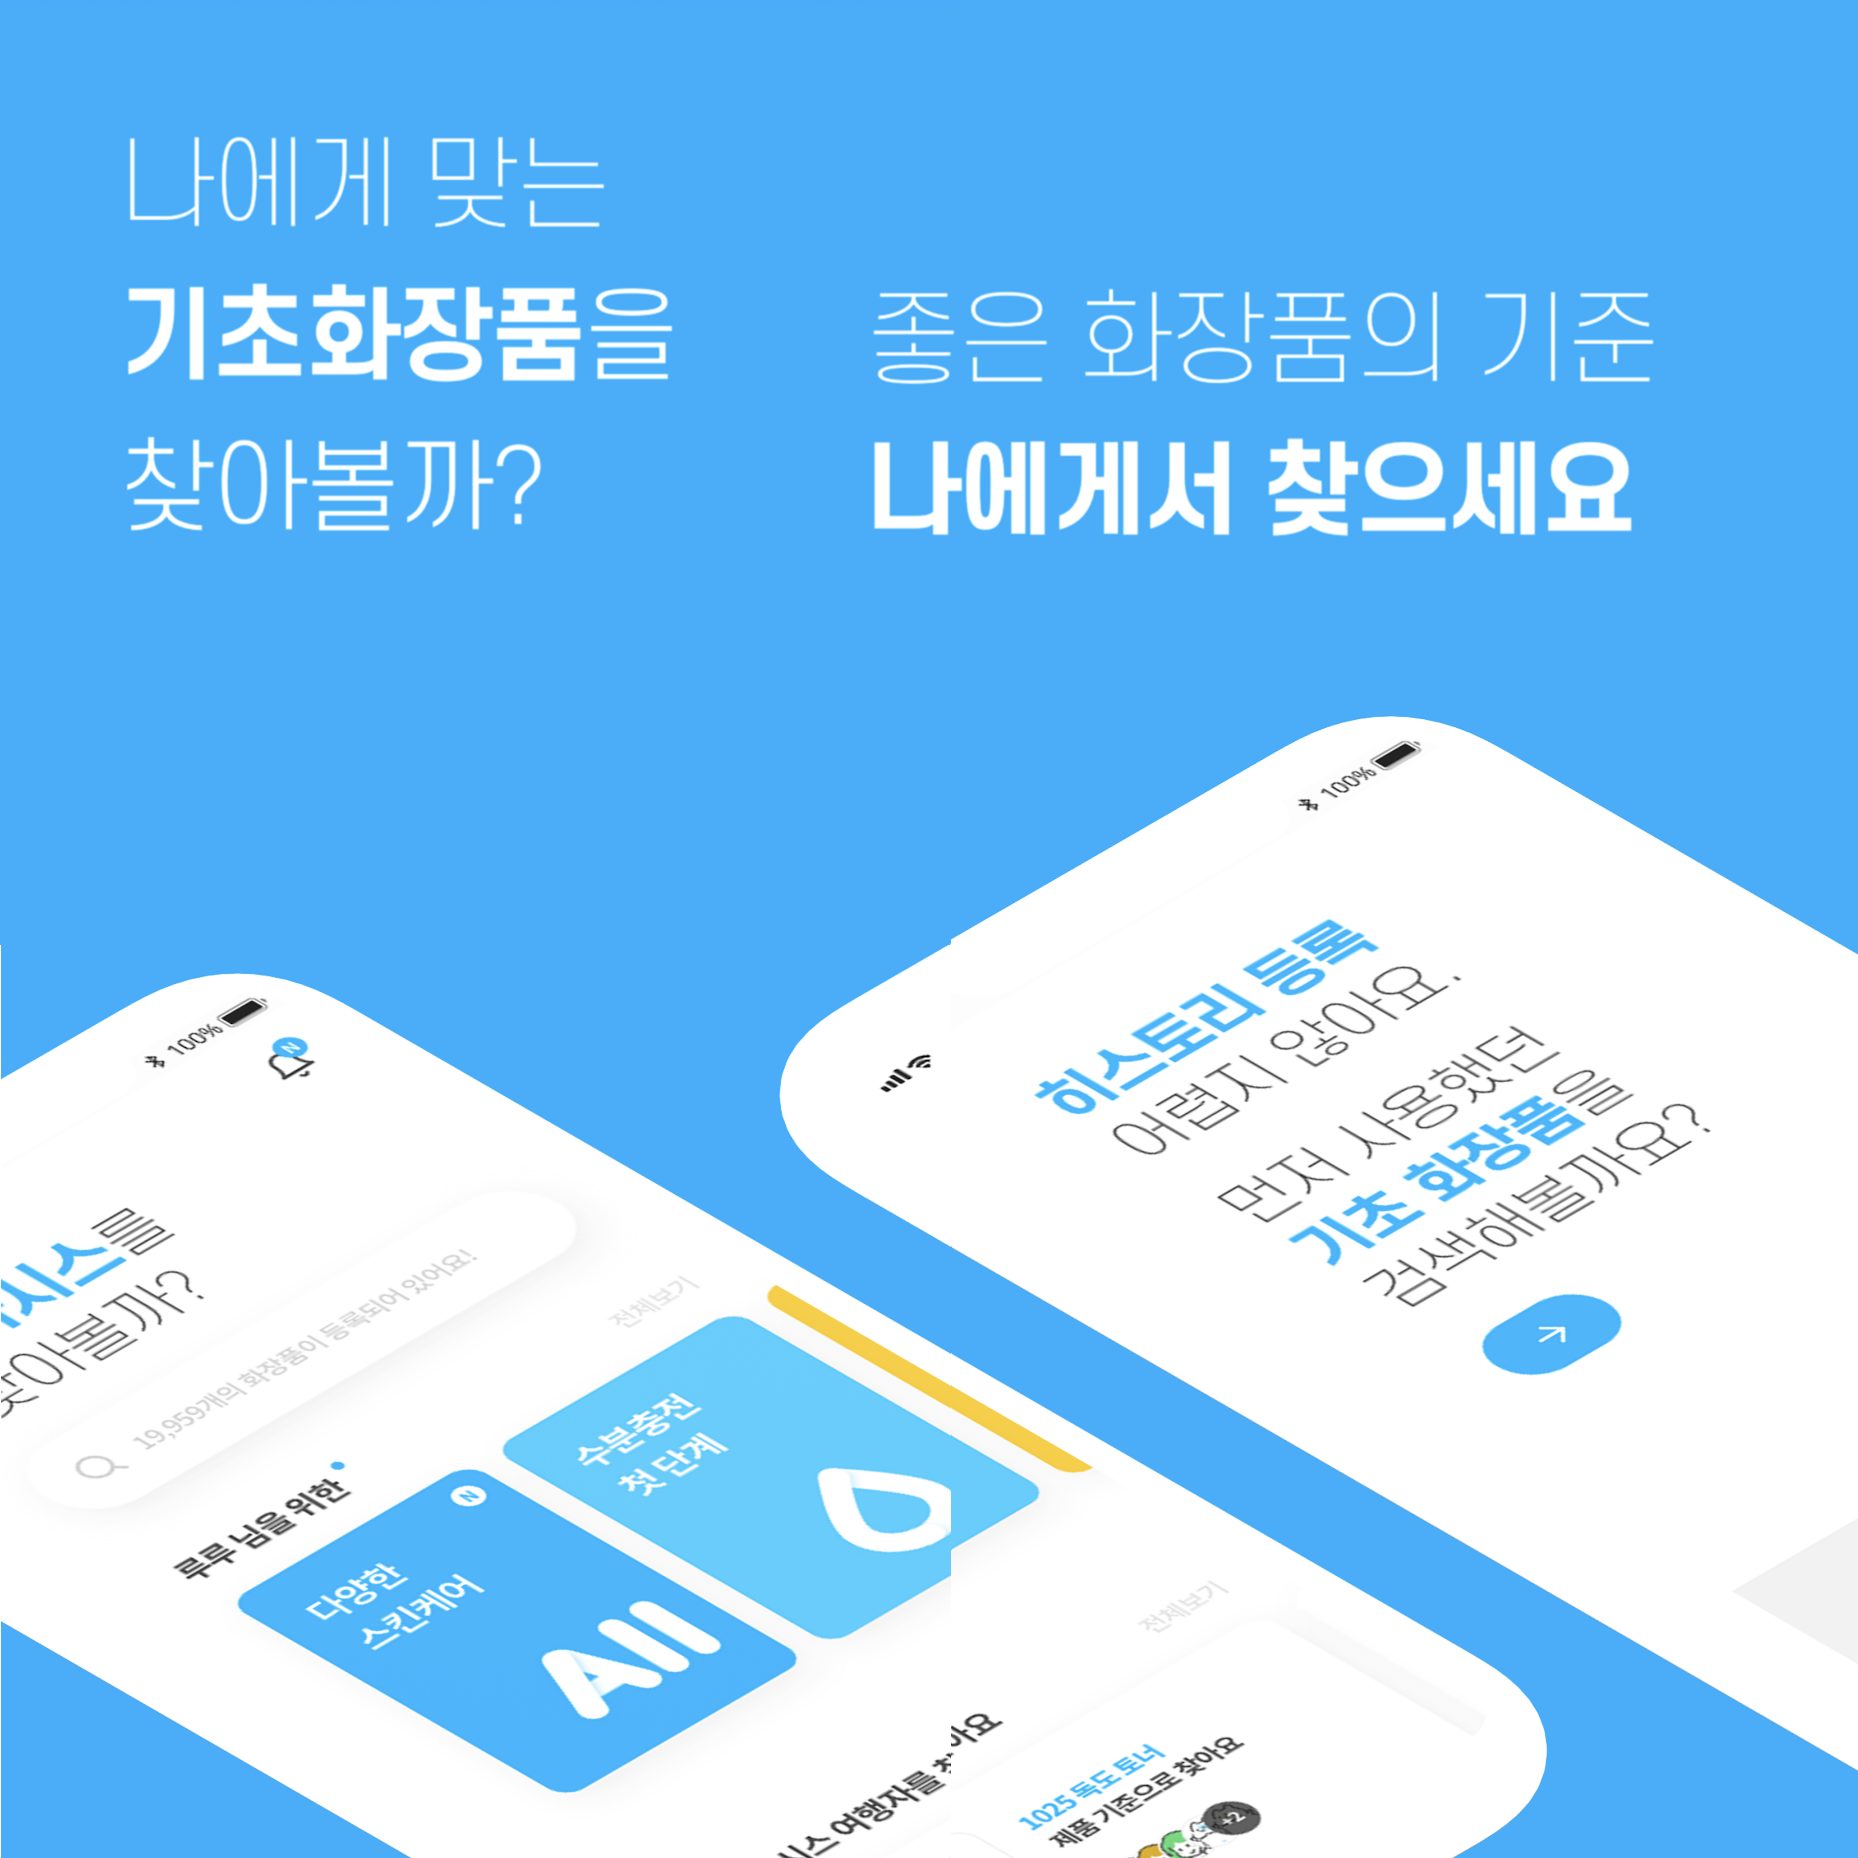 나에게 맞는
기초화장품을
찾아볼까?
좋은 화장품의 기준
나에게서 찾으세요
100%
히스토리 등록
어렵지 않아요.
먼저 사용했던
기초 화장품을
검색해볼까요?
100%
N
시스를
찾아볼까?
19,959개의 화장품이 등록되어 있어요!
루루 님을 위한
전체보기
다양한
스킨케어
N
All
수분충전
첫 단계
시스 여행자를 찾아요
전체보기
1025 독도 토너
제품 기준으로 찾아요
+2